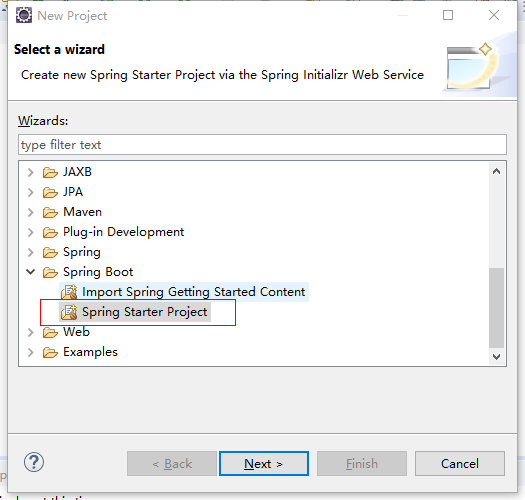 New Project
Select a wizard
Create new Spring Starter Project via the Spring Initializr Web Service
Wizards:
type filter text
JAXB
JPA
Maven
Plug-in Development
Spring
Spring Boot
Import Spring Getting Started Content
Spring Starter Project
Web
Examples
?
< Back
Next >
Finish
Cancel